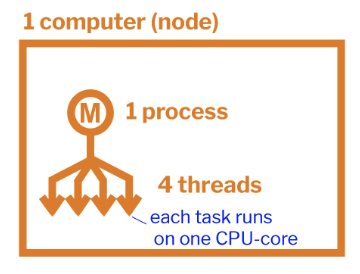 1 computer (node)
M
1 process
4 threads
each task runs
on one CPU-core